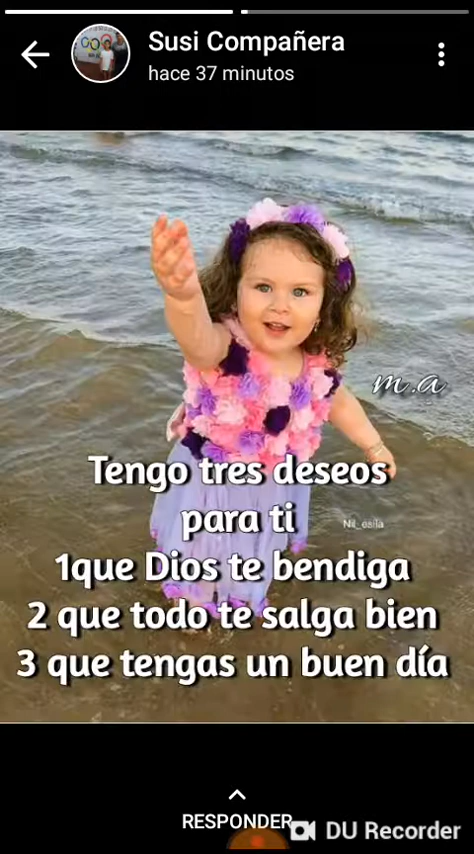 Susi Compañera
hace 37 minutos
m.a
Tengo tres deseos
para ti
Nil_esila
1que Dios te bendiga
2 que todo te salga bien
3 que tengas un buen día
RESPONDER
DU Recorder